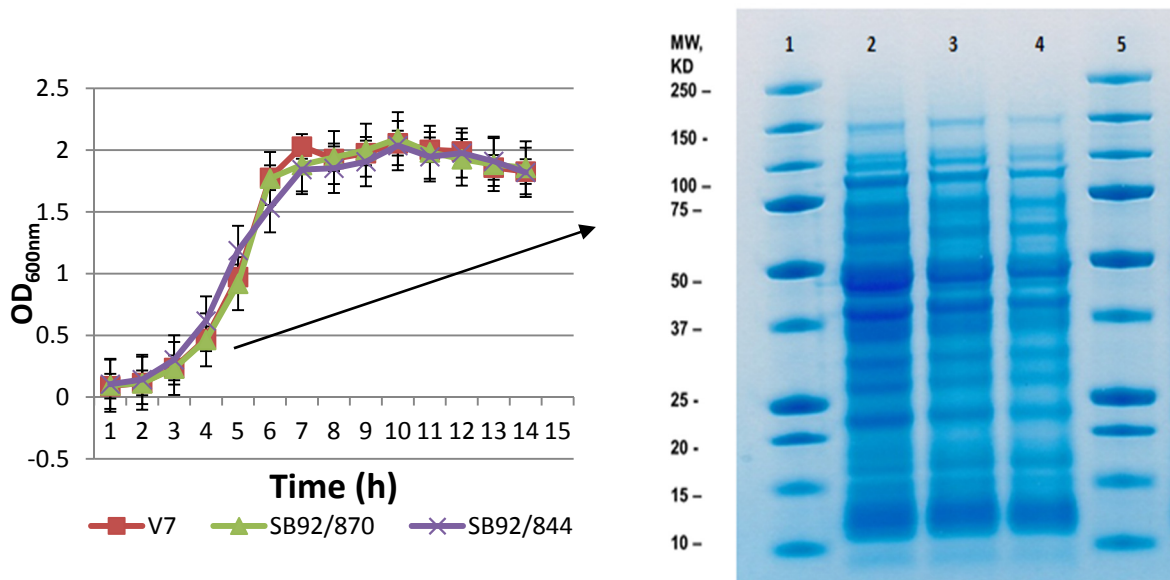 2.5
2
1.5
1
0.5
0
-0.5
OD600nm
1 2 3 4 5 6 7 8 9 10 11 12 13 14 15
Time (h)
V7 SB92/870 SB92/844
MW,
KD
1 2 3 4 5
250 –
150 -
100 –
75 –
50 –
37 –
25 -
20 -
15 –
10 –